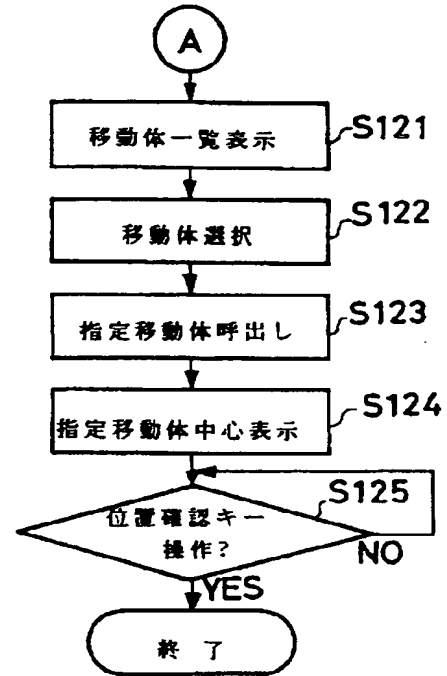 A
移動体一覧表示
S121
移動体選択
S122
指定移動体呼出し
S123
指定移動体中心表示
S124
位置確認キー
操作?
S125
NO
YES
終了